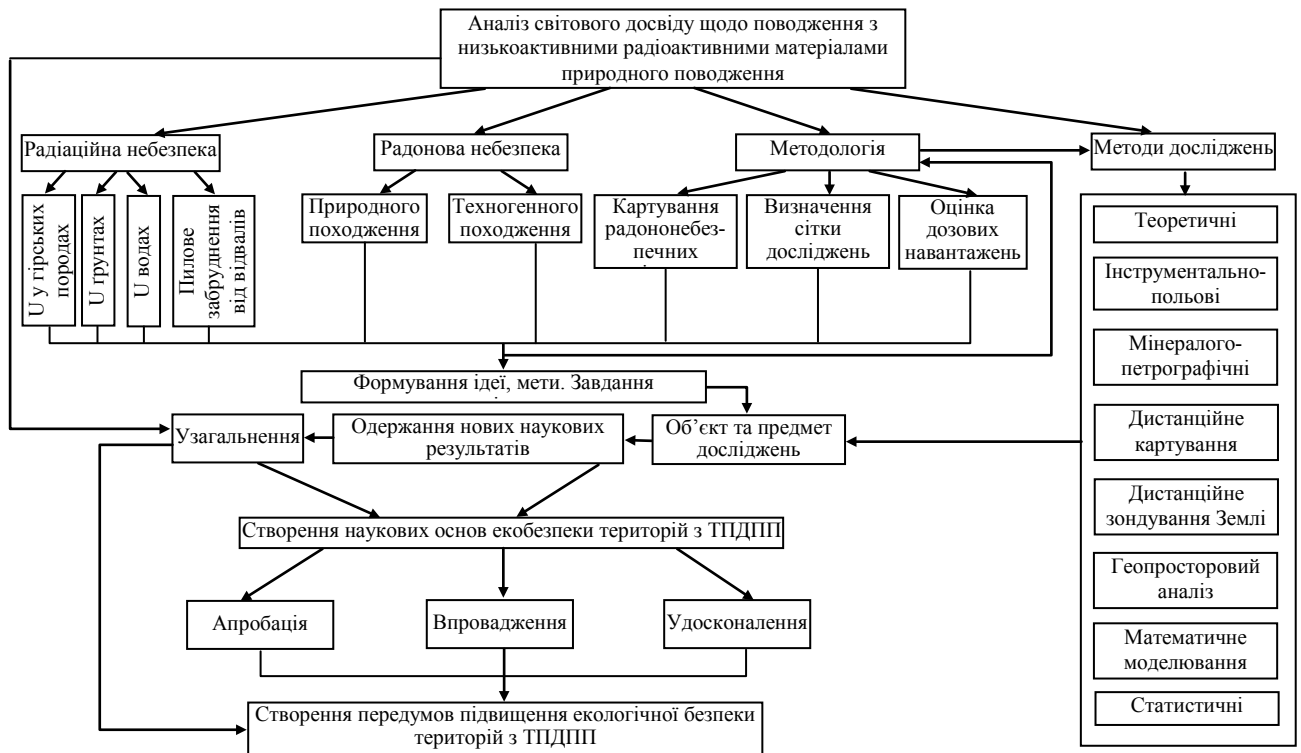 Аналіз світового досвіду щодо поводження з
низькоактивними радіоактивними матеріалами
природного поводження
Радіаційна небезпека
Радонова небезпека
Методологія
Методи досліджень
U у гірських
породах
U ґрунтах
U водах
Пилове
забруднення
від відвалів
Природного
походження
Техногенного
походження
Картування
радононебез-
печних
Визначення
сітки
досліджень
Оцінка
дозових
навантажень
Теоретичні
Інструментально-
польові
Мінералого-
петрографічні
Дистанційне
картування
Дистанційне
зондування Землі
Геопросторовий
аналіз
Математичне
моделювання
Статистичні
Формування ідеї, мети. Завдання
Узагальнення
Одержання нових наукових
результатів
Об’єкт та предмет
досліджень
Створення наукових основ екобезпеки територій з ТПДПП
Апробація
Впровадження
Удосконалення
Створення передумов підвищення екологічної безпеки
територій з ТПДПП